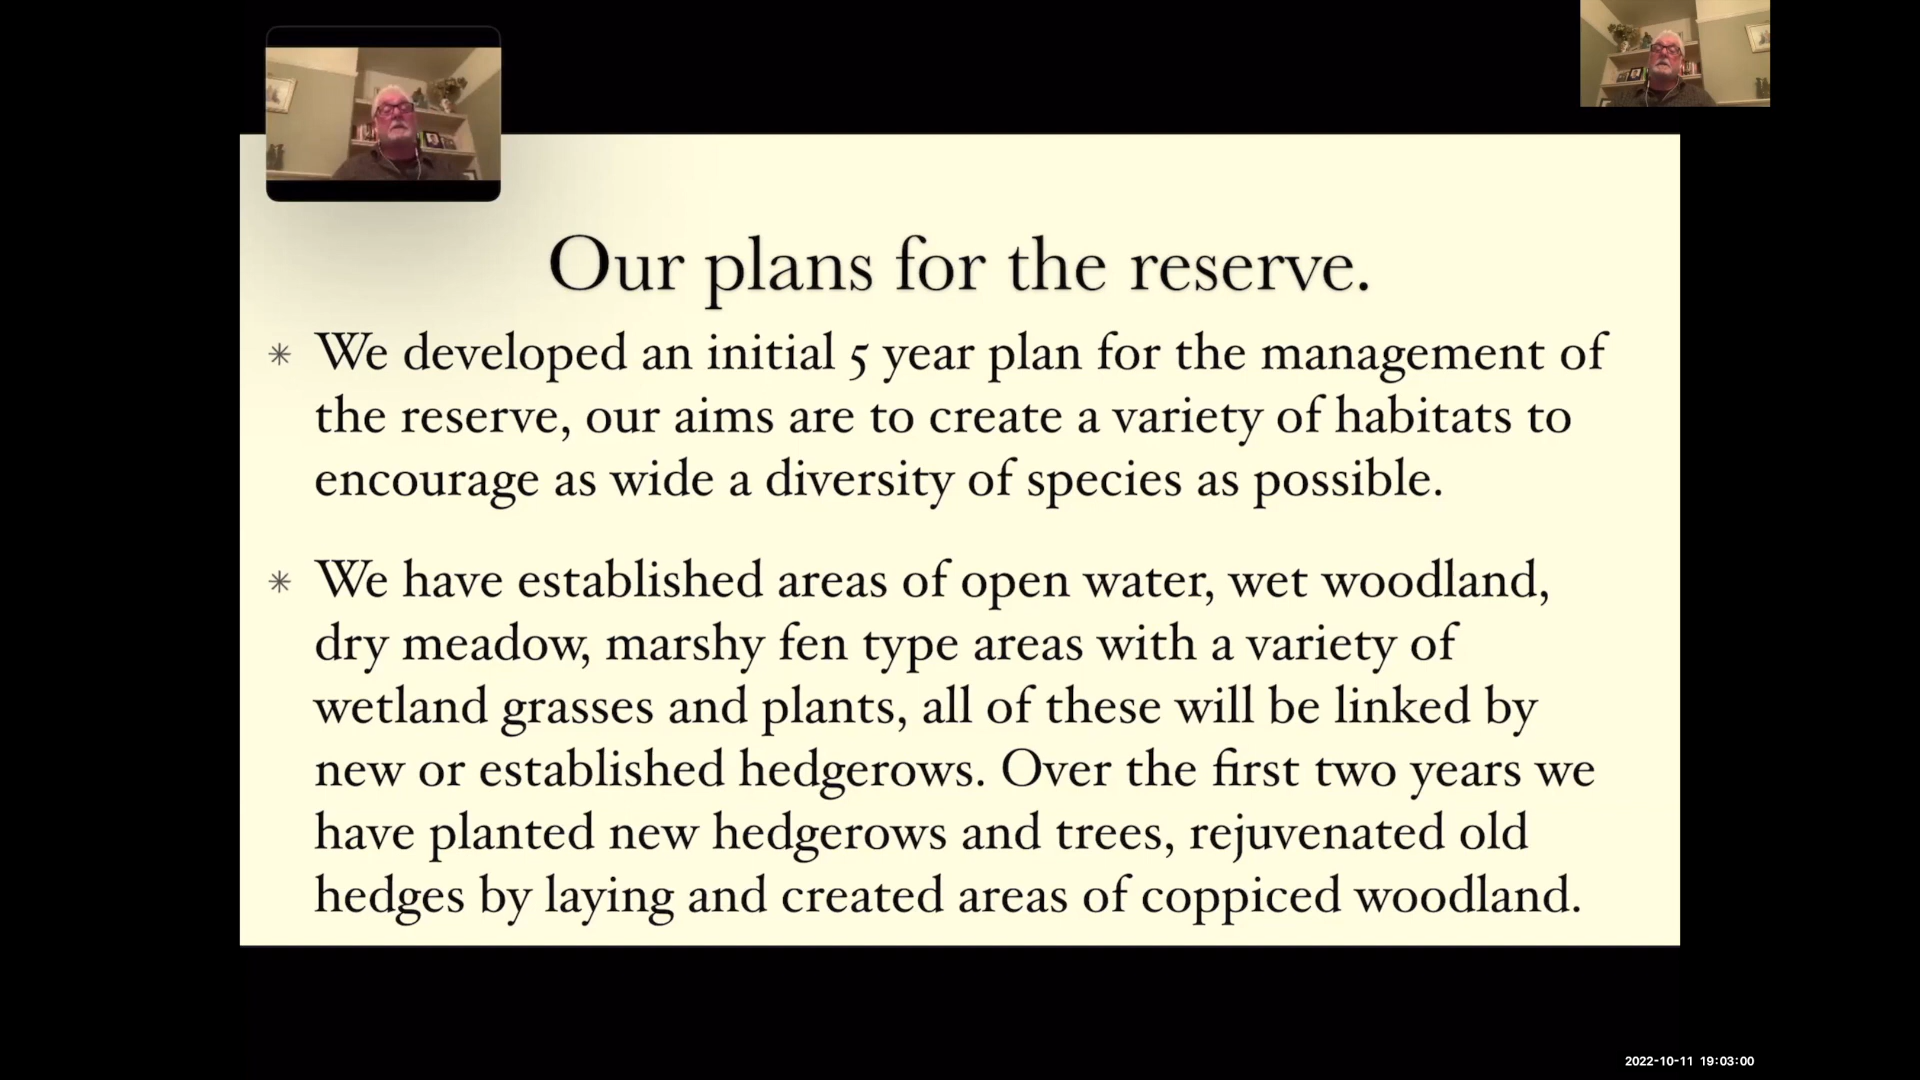 Our plans for the reserve.
✳ We developed an initial 5 year plan for the management of
the reserve, our aims are to create a variety of habitats to
encourage as wide a diversity of species as possible.
✳ We have established areas of open water, wet woodland,
dry meadow, marshy fen type areas with a variety of
wetland grasses and plants, all of these will be linked by
new or established hedgerows. Over the first two years we
have planted new hedgerows and trees, rejuvenated old
hedges by laying and created areas of coppiced woodland.
2022-10-11 19:03:00